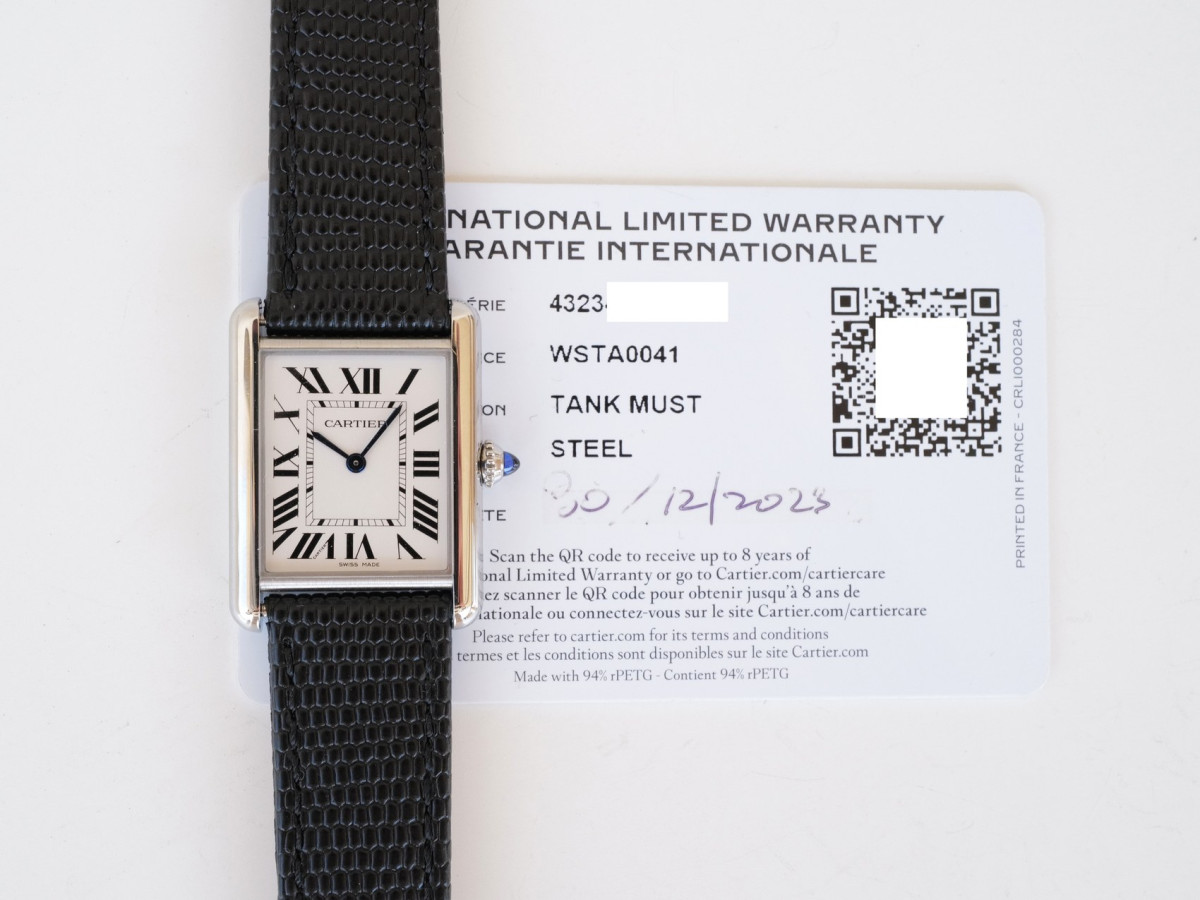 NATIONAL LIMITED WARRANTY
ARANTIE INTERNATIONALE
ÉRIE 4323
CE WSTA0041
ON TANK MUST
STEEL
TE 30/12/2023
Scan the QR code to receive up to 8 years of
onal Limited Warranty or go to Cartier.com/cartiercare
ez scanner le QR code pour obtenir jusqu'à 8 ans de
ationale ou connectez-vous sur le site Cartier.com/cartiercare
Please refer to cartier.com for its terms and conditions
termes et les conditions sont disponibles sur le site Cartier.com
Made with 94% rPETG - Contient 94% rPETG
PRINTED IN FRANCE - CRLI000284
XI XII I
X II
CARTIER
IX III
VIII IIII
VII VI V
SWISS MADE